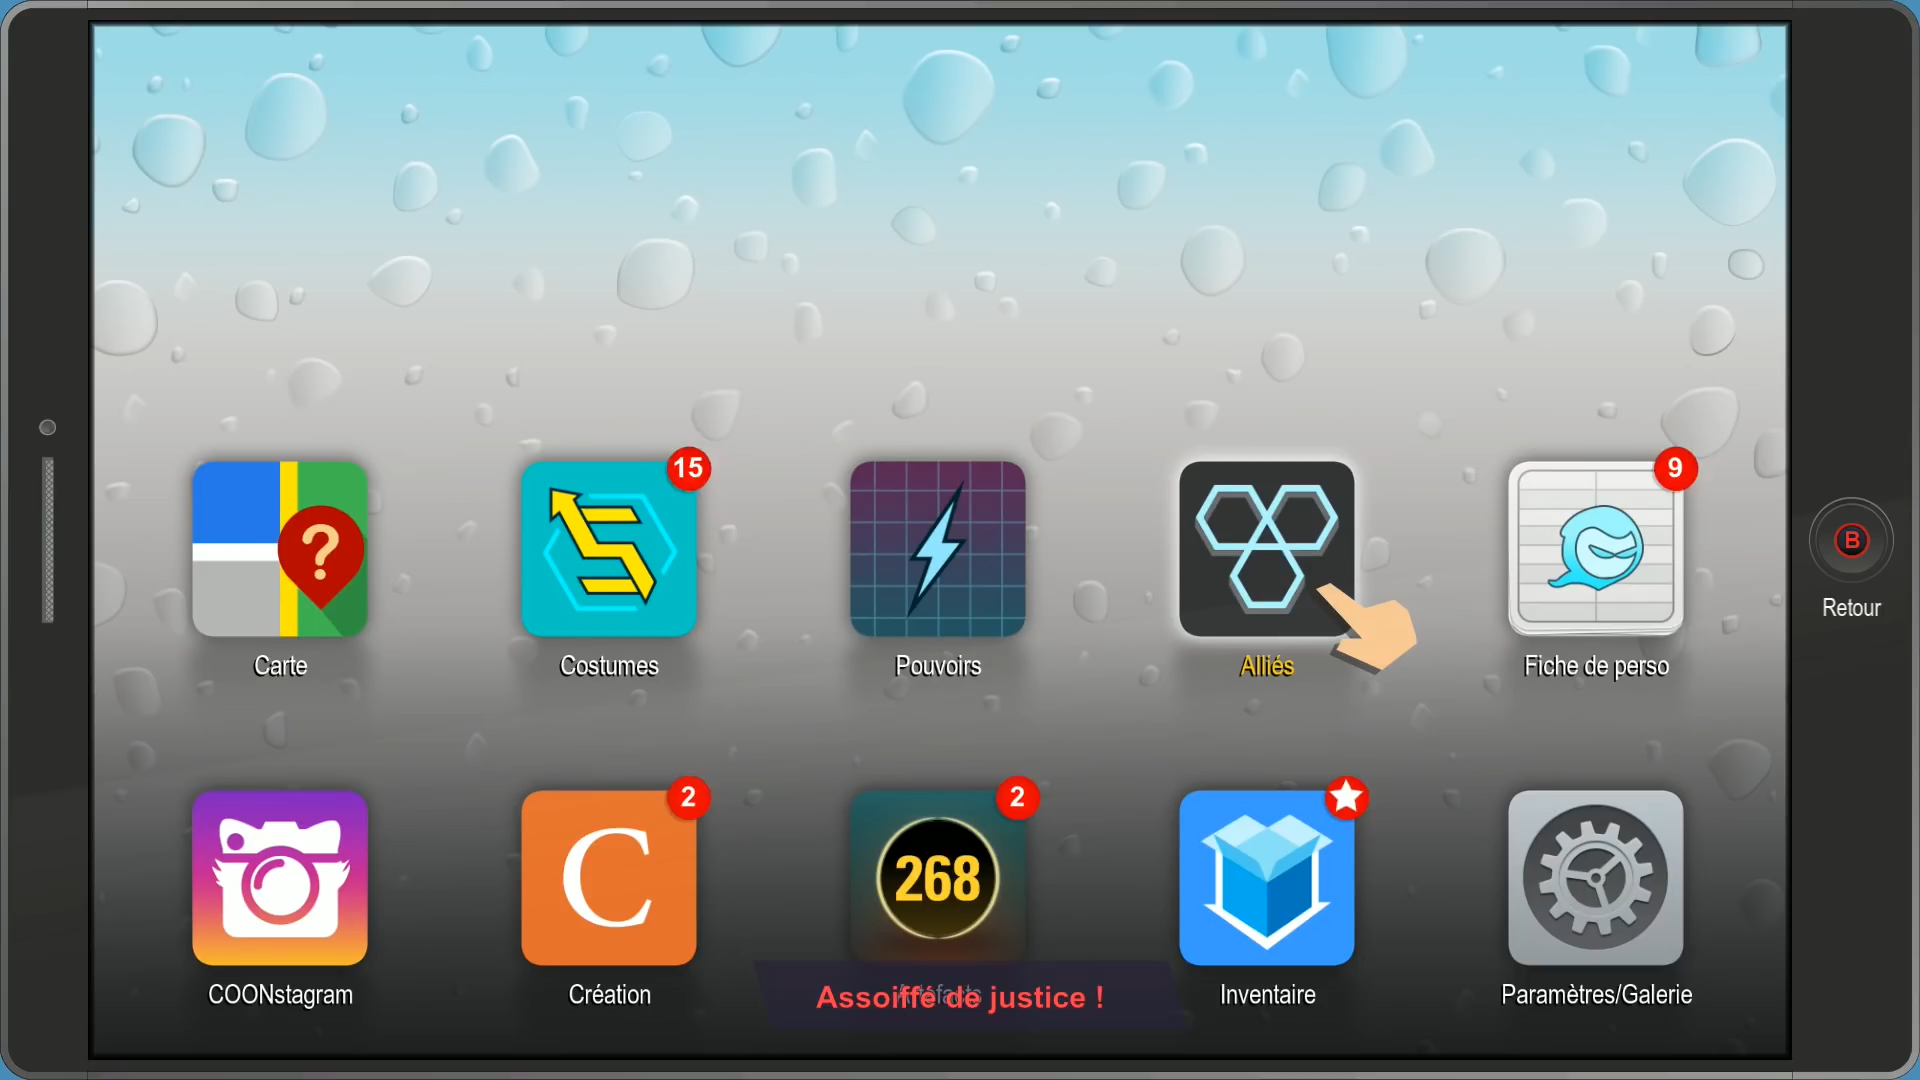 15
9
?
B
Retour
Carte
Costumes
Pouvoirs
Alliés
Fiche de perso
2
2
C
268
COONstagram
Création
Artefacts
Assoiffé de justice !
Inventaire
Paramètres/Galerie